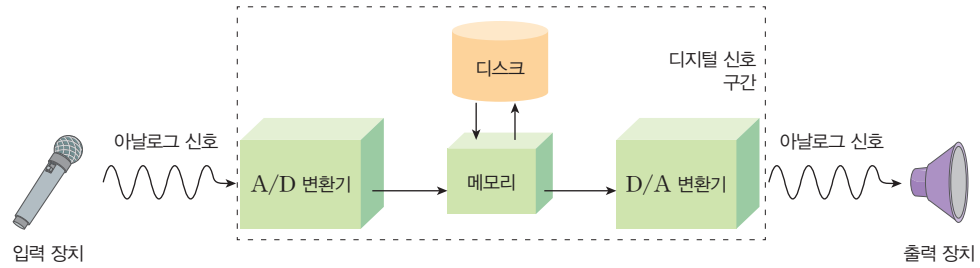 디스크
디지털 신호
구간
아날로그 신호
A/D 변환기
메모리
D/A 변환기
아날로그 신호
입력 장치
출력 장치